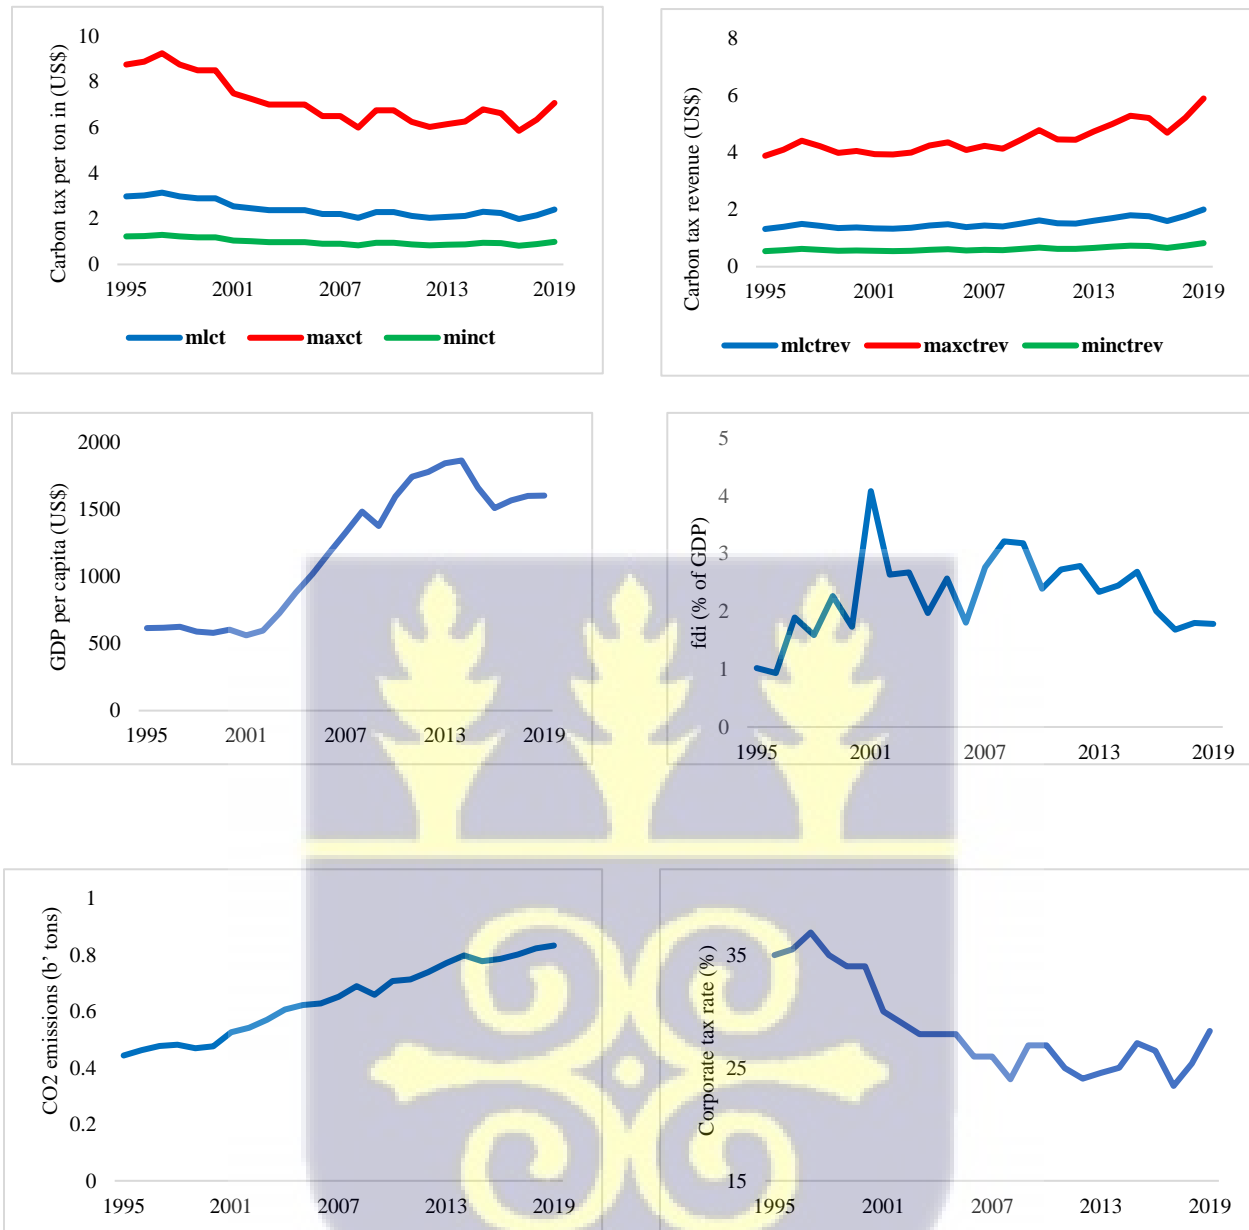 Carbon tax per ton in (US$)
10
8
6
4
2
0
1995 2001 2007 2013 2019
mlct maxct minct
Carbon tax revenue (US$)
8
6
4
2
0
1995 2001 2007 2013 2019
mlctrev maxctrev minctrev
GDP per capita (US$)
2000
1500
1000
500
0
1995 2001 2007 2013 2019
fdi (% of GDP)
5
4
3
2
1
0
1995 2001 2007 2013 2019
CO2 emissions (b’ tons)
1
0.8
0.6
0.4
0.2
0
1995 2001 2007 2013 2019
Corporate tax rate (%)
35
25
15
1995 2001 2007 2013 2019